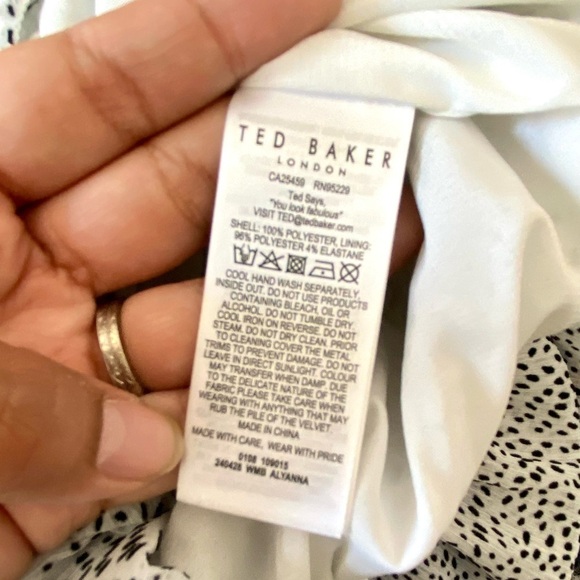 TED BAKER
LONDON
CA25459 RN95229
Ted Says,
"You look fabulous"
VISIT TED@tedbaker.com
SHELL: 100% POLYESTER, LINING:
96% POLYESTER 4% ELASTANE
COOL HAND WASH SEPARATELY,
INSIDE OUT. DO NOT USE PRODUCTS
CONTAINING BLEACH, OIL OR
ALCOHOL. DO NOT TUMBLE DRY.
COOL IRON ON REVERSE. DO NOT
STEAM. DO NOT DRY CLEAN. PRIOR
TO CLEANING COVER THE METAL
TRIMS TO PREVENT DAMAGE. DO NOT
LEAVE IN DIRECT SUNLIGHT. COLOUR
MAY TRANSFER WHEN DAMP. DUE
TO THE DELICATE NATURE OF THE
FABRIC PLEASE TAKE CARE WHEN
WEARING WITH ANYTHING THAT MAY
RUB THE PILE OF THE VELVET.
MADE IN CHINA
MADE WITH CARE, WEAR WITH PRIDE
0108 109015
240428 WMB ALYANNA